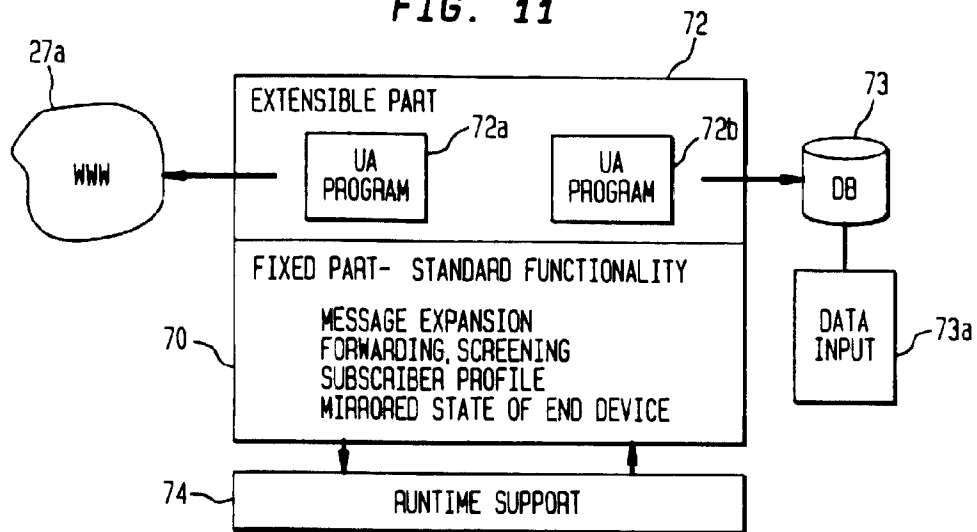 FIG. 11
72
27a
EXTENSIBLE PART
73
72a
72b
WWW
UA
PROGRAM
UA
PROGRAM
DB
FIXED PART- STANDARD FUNCTIONALITY
70
MESSAGE EXPANSION
FORWARDING, SCREENING
SUBSCRIBER PROFILE
MIRRORED STATE OF END DEVICE
DATA
INPUT
73a
74
RUNTIME SUPPORT